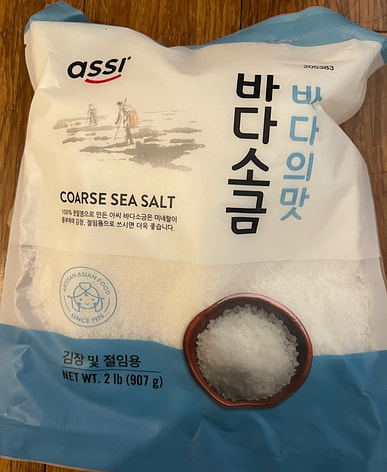 assi
205383
바다의맛
바다소금
COARSE SEA SALT
100% 천일염으로 만든 아씨 바다소금은 미네랄이
풍부하여 김장, 절임용으로 쓰시면 더욱 좋습니다.
ARTISAN ASIAN FOOD
SINCE 1976
김장 및 절임용
NET WT. 2 lb (907 g)